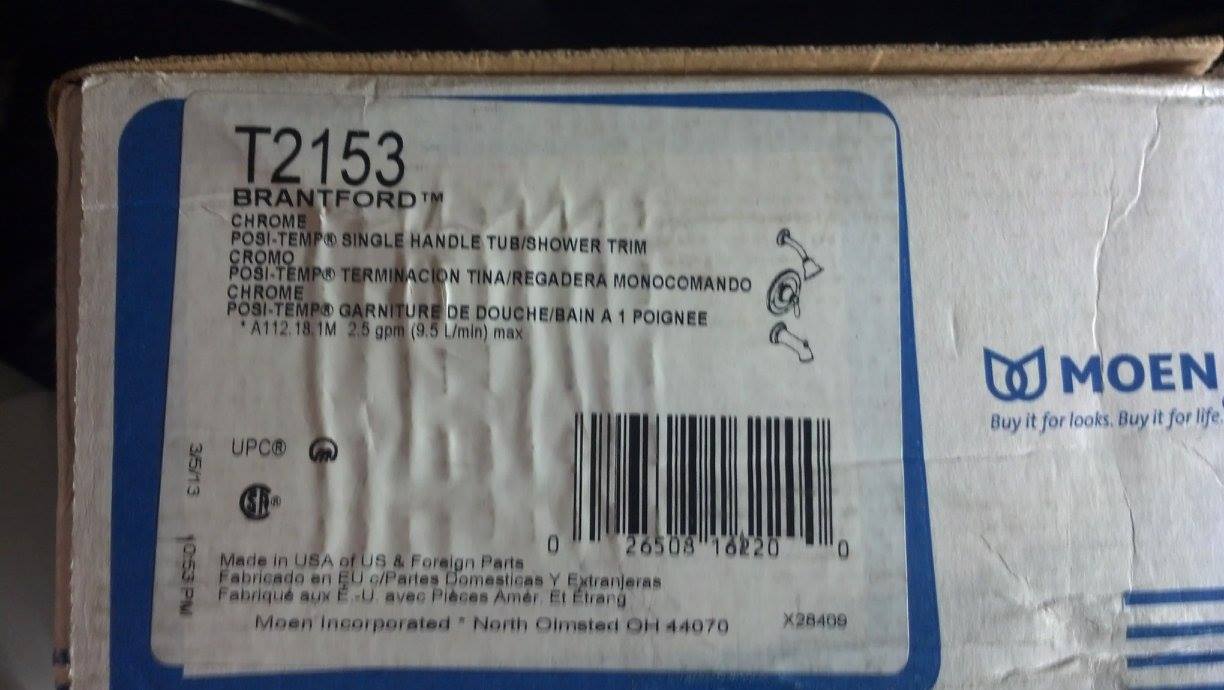 T2153
BRANTFORD™
CHROME
POSI-TEMP® SINGLE HANDLE TUB/SHOWER TRIM
CROMO
POSI-TEMP® TERMINACION TINA/REGADERA MONOCOMANDO
CHROME
POSI-TEMP® GARNITURE DE DOUCHE/BAIN A 1 POIGNEE
* A112.18.1M 2.5 gpm (9.5 L/min) max
MOEN
Buy it for looks. Buy it for life.
UPC®
3/5/13 10:53 PM
0 26508 16220 0
Made in USA of US & Foreign Parts
Fabricado en EU c/Partes Domesticas Y Extranjeras
Fabriqué aux É.-U. avec Pièces Amér. Et Étrang
Moen Incorporated * North Olmsted OH 44070
X28409